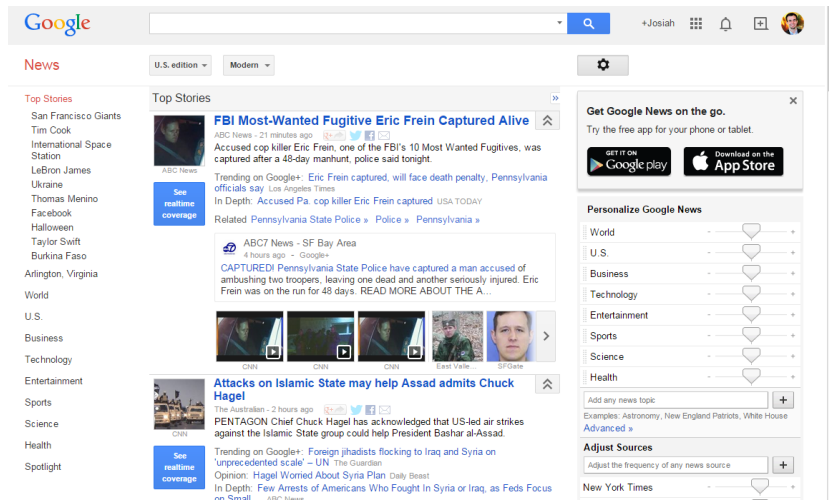 Google
+Josiah
News
U.S. edition
Modern
Top Stories
San Francisco Giants
Tim Cook
International Space
Station
LeBron James
Ukraine
Thomas Menino
Facebook
Halloween
Taylor Swift
Burkina Faso
Arlington, Virginia
World
U.S.
Business
Technology
Entertainment
Sports
Science
Health
Spotlight
Top Stories »
FBI Most-Wanted Fugitive Eric Frein Captured Alive
ABC News - 21 minutes ago
Accused cop killer Eric Frein, one of the FBI's 10 Most Wanted Fugitives, was
captured after a 48-day manhunt, police said tonight.
ABC News
See
realtime
coverage
Trending on Google+: Eric Frein captured, will face death penalty, Pennsylvania
officials say Los Angeles Times
In Depth: Accused Pa. cop killer Eric Frein captured USA TODAY
Related Pennsylvania State Police » Police » Pennsylvania »
ABC7 News - SF Bay Area
4 hours ago - Google+
CAPTURED! Pennsylvania State Police have captured a man accused of
ambushing two troopers, leaving one dead and another seriously injured. Eric
Frein was on the run for 48 days. READ MORE ABOUT THE A...
CNN
CNN
CNN
East Valle...
SFGate
Attacks on Islamic State may help Assad admits Chuck
Hagel
The Australian - 2 hours ago
PENTAGON Chief Chuck Hagel has acknowledged that US-led air strikes
against the Islamic State group could help President Bashar al-Assad.
CNN
See
realtime
coverage
Trending on Google+: Foreign jihadists flocking to Iraq and Syria on
'unprecedented scale' – UN The Guardian
Opinion: Hagel Worried About Syria Plan Daily Beast
In Depth: Few Arrests of Americans Who Fought In Syria or Iraq, as Feds Focus
on Small... ABC News
Get Google News on the go.
Try the free app for your phone or tablet.
GET IT ON
Google play
Download on the
App Store
Personalize Google News
World - +
U.S. - +
Business - +
Technology - +
Entertainment - +
Sports - +
Science - +
Health - +
Add any news topic +
Examples: Astronomy, New England Patriots, White House
Advanced »
Adjust Sources
Adjust the frequency of any news source +
New York Times - +